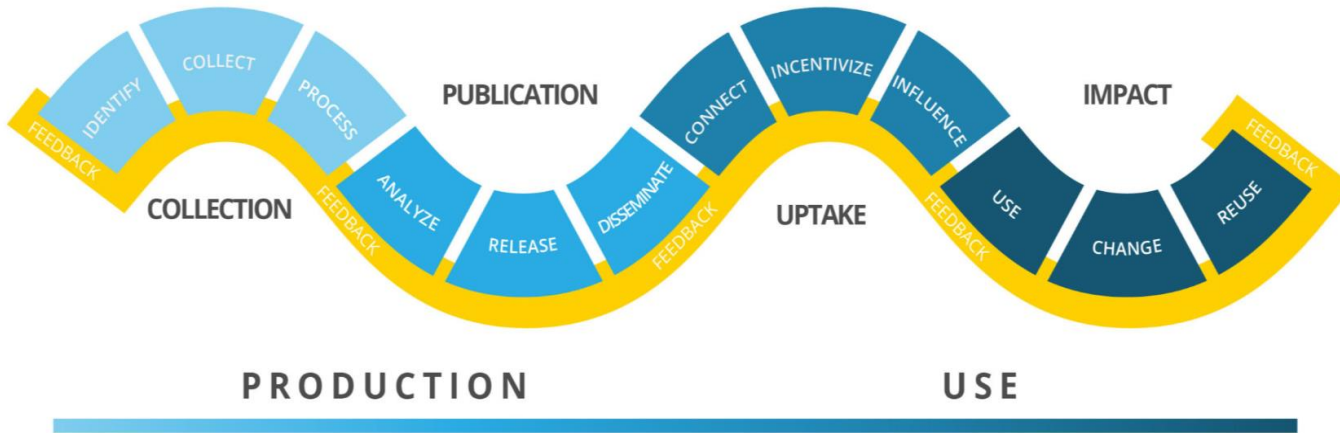 IDENTIFY
COLLECT
PROCESS
FEEDBACK
COLLECTION
PUBLICATION
ANALYZE
RELEASE
DISSEMINATE
FEEDBACK
FEEDBACK
CONNECT
INCENTIVIZE
INFLUENCE
UPTAKE
IMPACT
USE
CHANGE
REUSE
FEEDBACK
FEEDBACK
PRODUCTION
USE